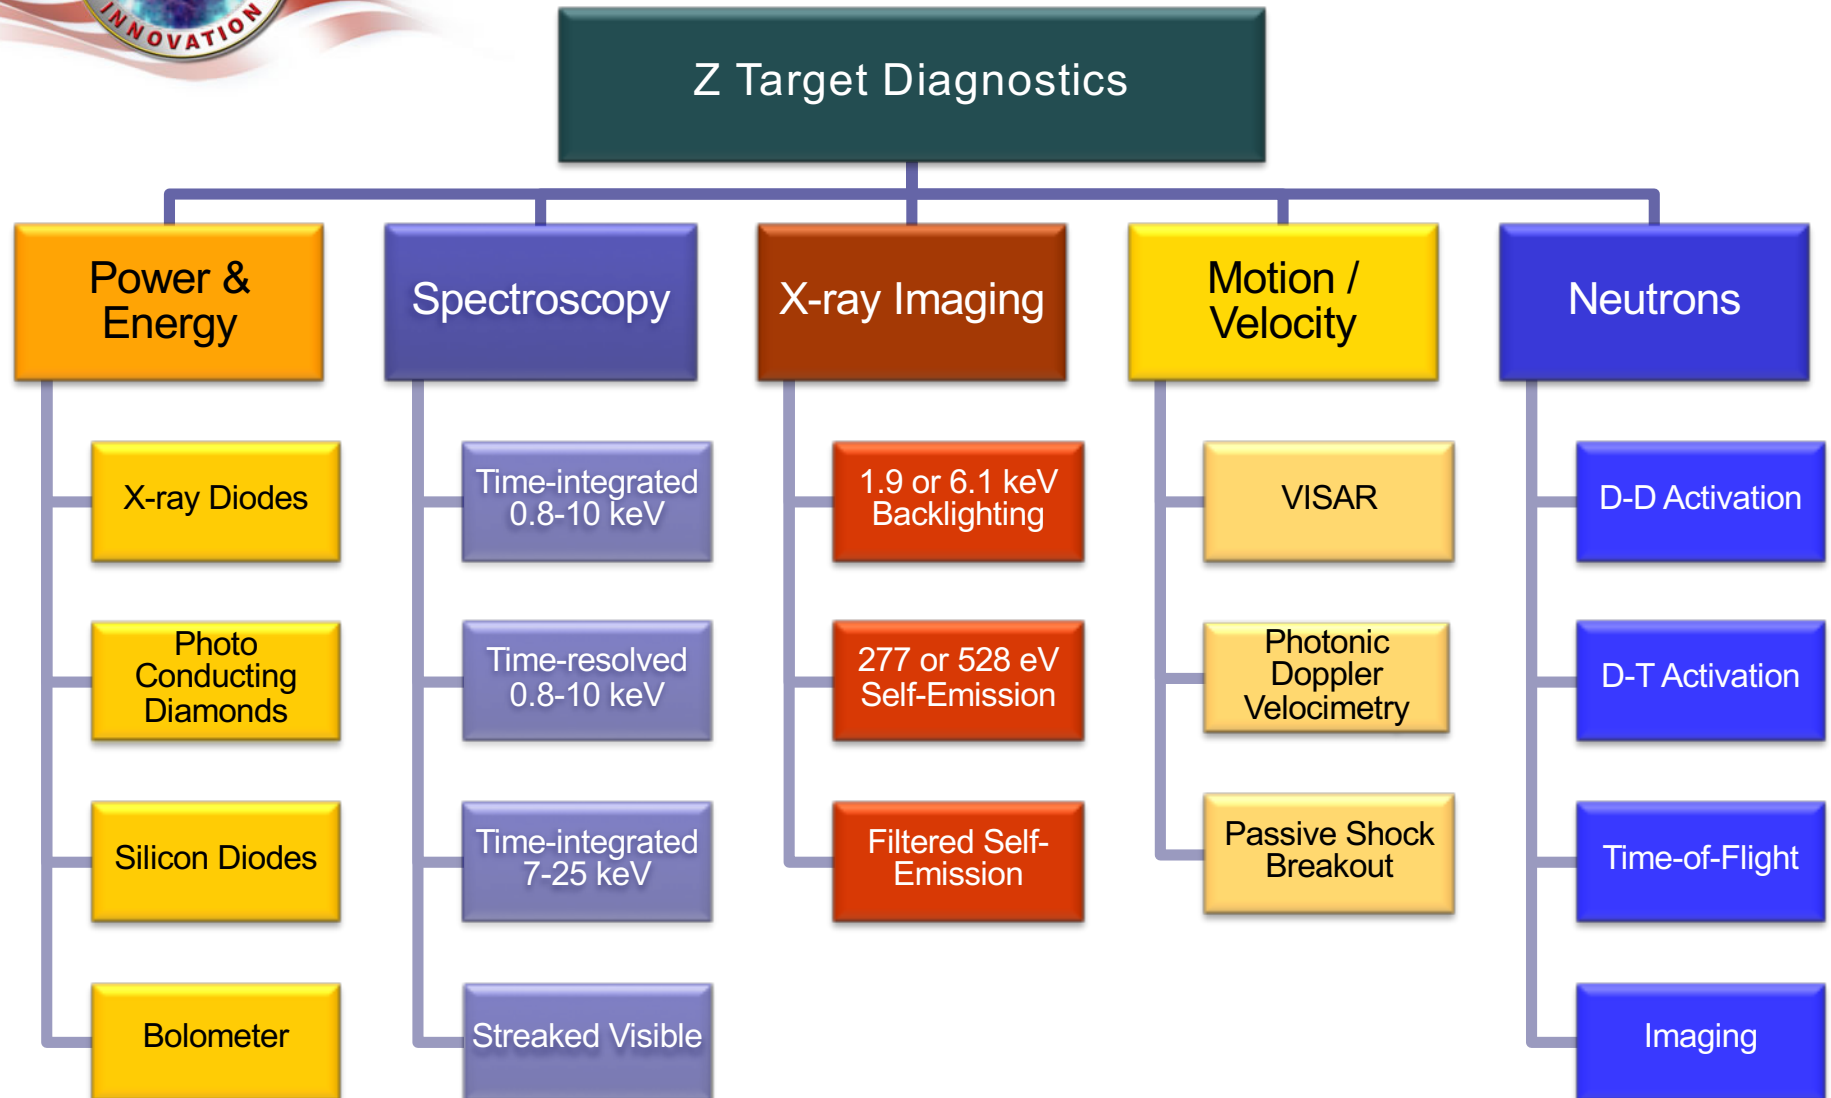 INNOVATION
Z Target Diagnostics
Power &
Energy
X-ray Diodes
Photo
Conducting
Diamonds
Silicon Diodes
Bolometer
Spectroscopy
Time-integrated
0.8-10 keV
Time-resolved
0.8-10 keV
Time-integrated
7-25 keV
Streaked Visible
X-ray Imaging
1.9 or 6.1 keV
Backlighting
277 or 528 eV
Self-Emission
Filtered Self-
Emission
Motion /
Velocity
VISAR
Photonic
Doppler
Velocimetry
Passive Shock
Breakout
Neutrons
D-D Activation
D-T Activation
Time-of-Flight
Imaging